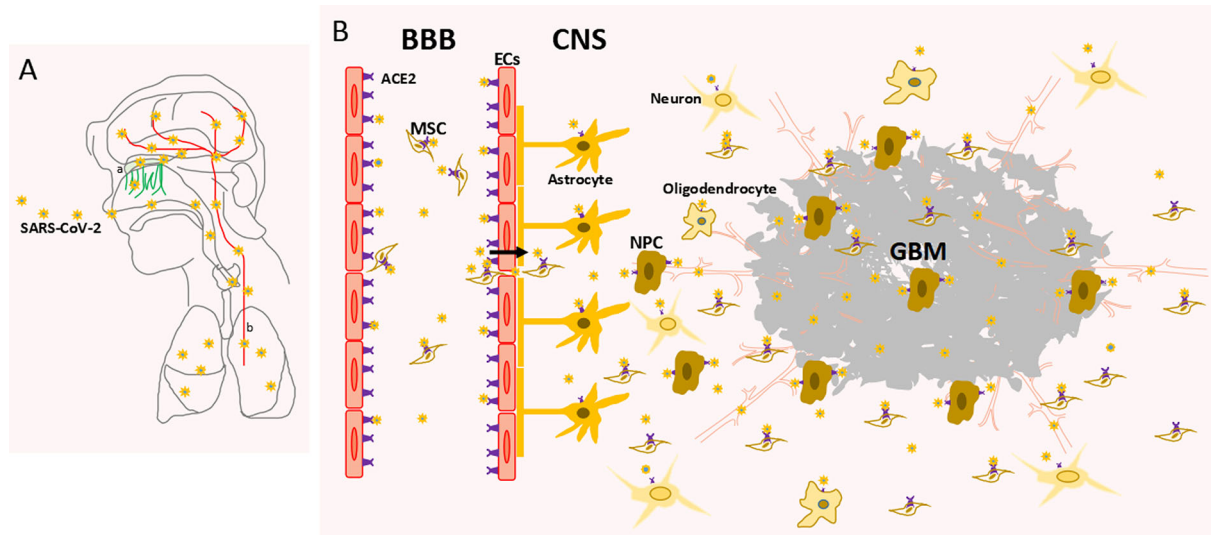 A
a
SARS-CoV-2
b
B
BBB
CNS
ECs
ACE2
MSC
Astrocyte
Neuron
Oligodendrocyte
NPC
GBM